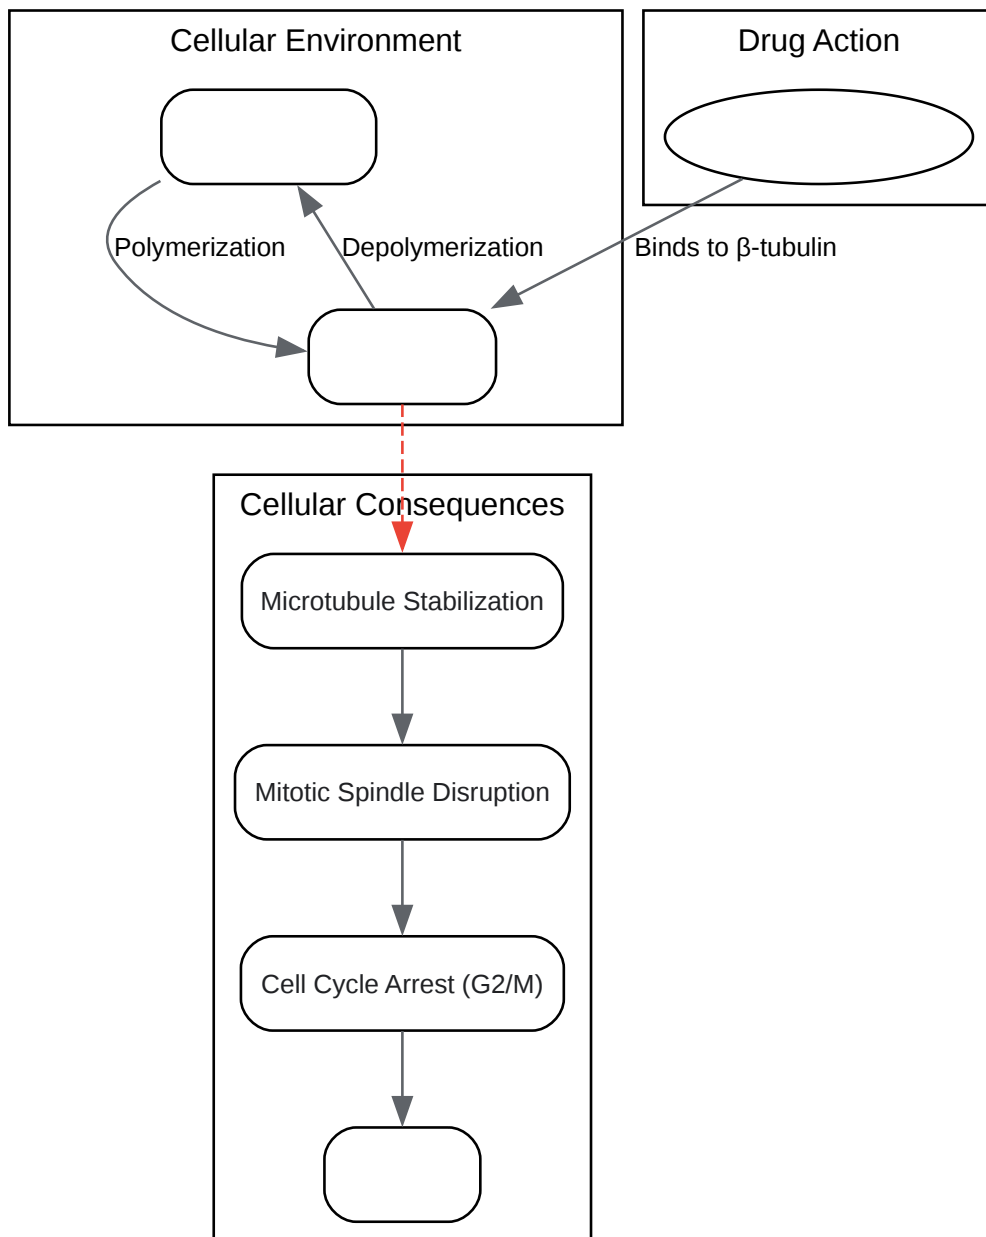 Cellular Environment
Drug Action
Polymerization
Depolymerization
Binds to β-tubulin
Cellular Consequences
Microtubule Stabilization
Mitotic Spindle Disruption
Cell Cycle Arrest (G2/M)